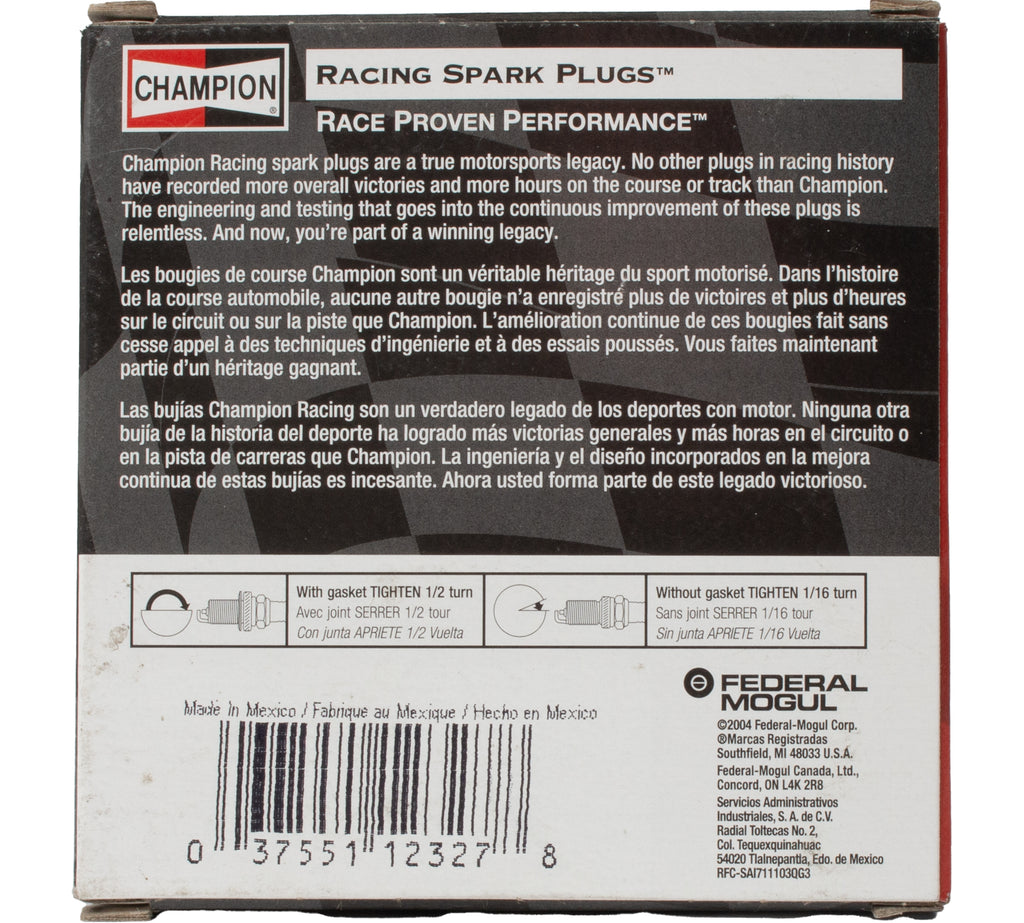 CHAMPION
®
RACING SPARK PLUGS™
RACE PROVEN PERFORMANCE™
Champion Racing spark plugs are a true motorsports legacy. No other plugs in racing history
have recorded more overall victories and more hours on the course or track than Champion.
The engineering and testing that goes into the continuous improvement of these plugs is
relentless. And now, you're part of a winning legacy.
Les bougies de course Champion sont un véritable héritage du sport motorisé. Dans l'histoire
de la course automobile, aucune autre bougie n'a enregistré plus de victoires et plus d'heures
sur le circuit ou sur la piste que Champion. L'amélioration continue de ces bougies fait sans
cesse appel à des techniques d'ingénierie et à des essais poussés. Vous faites maintenant
partie d'un héritage gagnant.
Las bujías Champion Racing son un verdadero legado de los deportes con motor. Ninguna otra
bujía de la historia del deporte ha logrado más victorias generales y más horas en el circuito o
en la pista de carreras que Champion. La ingeniería y el diseño incorporados en la mejora
continua de estas bujías es incesante. Ahora usted forma parte de este legado victorioso.
With gasket TIGHTEN 1/2 turn
Avec joint SERRER 1/2 tour
Con junta APRIETE 1/2 Vuelta
Without gasket TIGHTEN 1/16 turn
Sans joint SERRER 1/16 tour
Sin junta APRIETE 1/16 Vuelta
Made in Mexico / Fabrique au Mexique / Hecho en Mexico
0 37551 12327 8
FEDERAL
MOGUL
©2004 Federal-Mogul Corp.
®Marcas Registradas
Southfield, MI 48033 U.S.A.
Federal-Mogul Canada, Ltd.,
Concord, ON L4K 2R8
Servicios Administrativos
Industriales, S. A. de C.V.
Radial Toltecas No. 2,
Col. Tequexquinahuac
54020 Tlalnepantla, Edo. de Mexico
RFC-SAI711103QG3